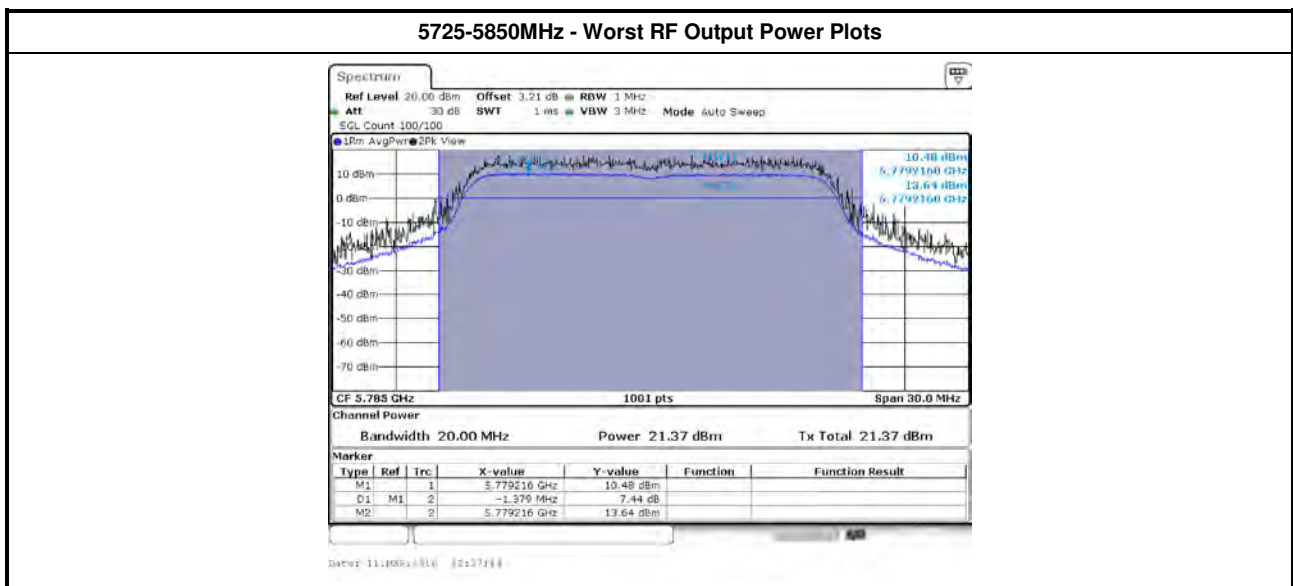 5725-5850MHz - Worst RF Output Power Plots
Spectrum
Ref Level 20.00 dBm Offset 3.21 dB RBW 1 MHz
Att 30 dB SWT 1 ms VBW 3 MHz Mode Auto Sweep
SGL Count 100/100
1Rm AvgPwr 2Pk View
10.48 dBm
5.7792160 GHz
13.64 dBm
5.7792160 GHz
10 dBm
0 dBm
-10 dBm
-30 dBm
-40 dBm
-50 dBm
-60 dBm
-70 dBm
CF 5.785 GHz 1001 pts Span 30.0 MHz
Channel Power
Bandwidth 20.00 MHz Power 21.37 dBm Tx Total 21.37 dBm
Marker
Type Ref Trc X-value Y-value Function Function Result
M1 1 5.779216 GHz 10.48 dBm
D1 M1 2 -1.379 MHz 7.44 dB
M2 2 5.779216 GHz 13.64 dBm